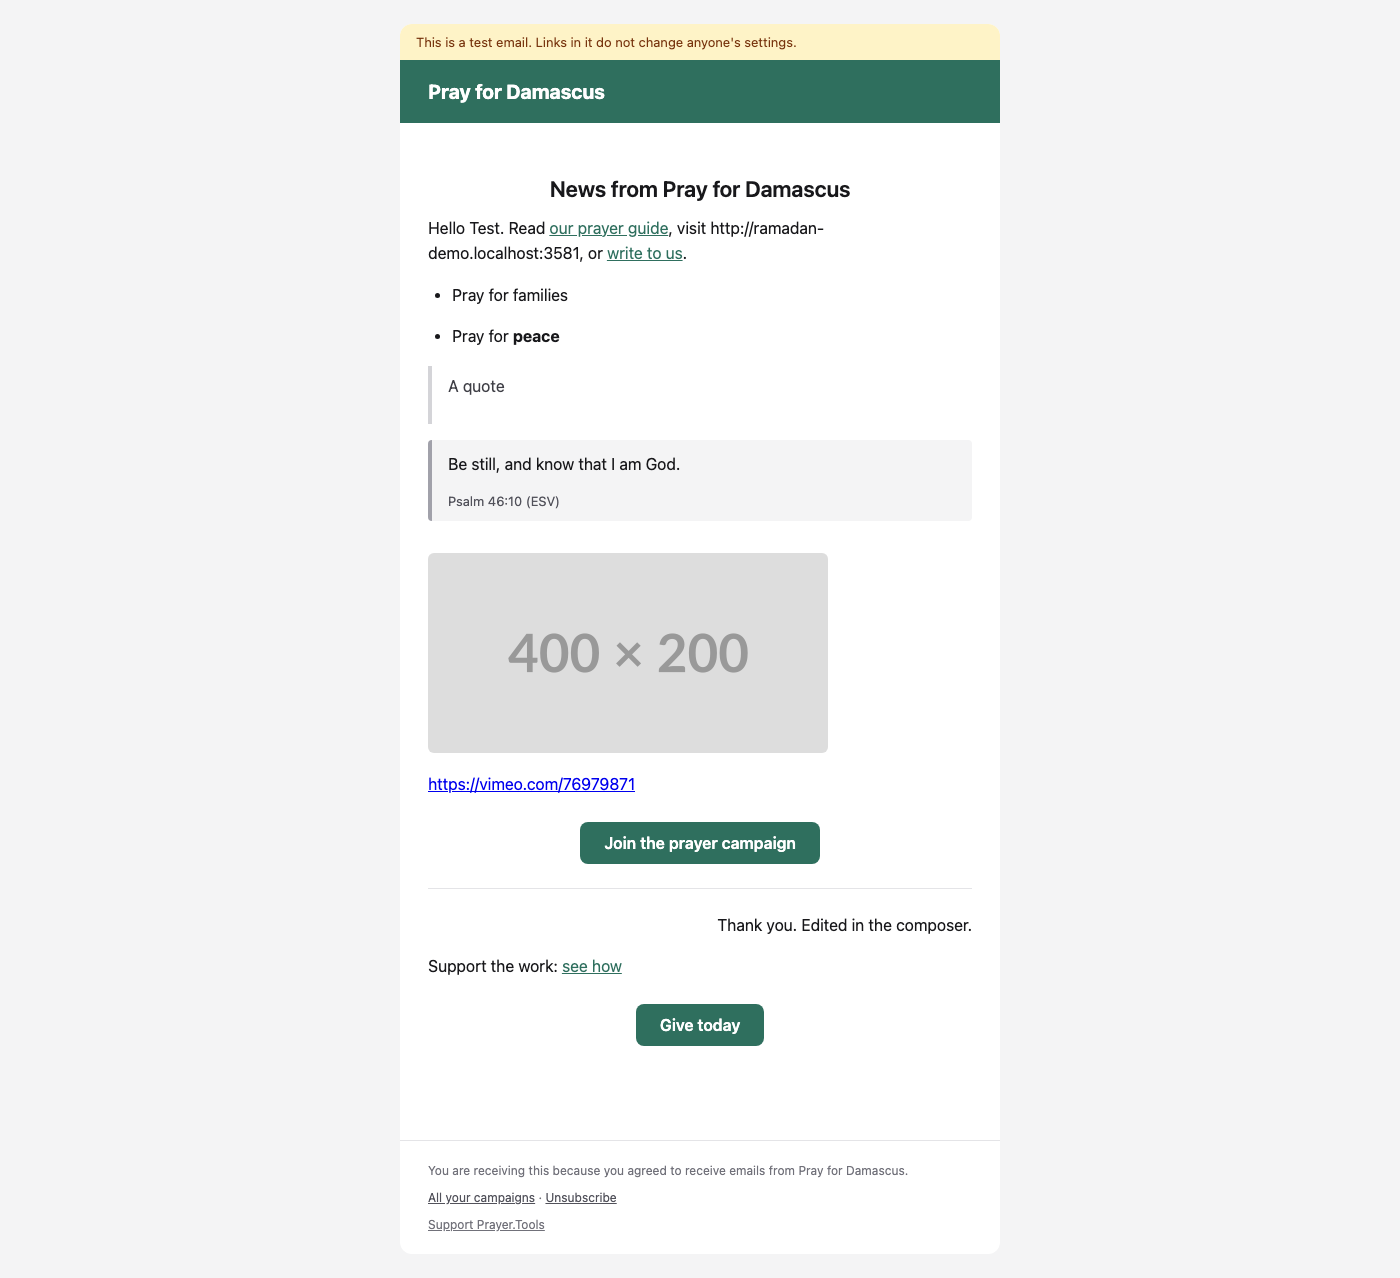 This is a test email. Links in it do not change anyone's settings.
Pray for Damascus
News from Pray for Damascus
Hello Test. Read our prayer guide, visit http://ramadan-
demo.localhost:3581, or write to us.
• Pray for families
• Pray for peace
A quote
Be still, and know that I am God.
Psalm 46:10 (ESV)
400 × 200
https://vimeo.com/76979871
Join the prayer campaign
Thank you. Edited in the composer.
Support the work: see how
Give today
You are receiving this because you agreed to receive emails from Pray for Damascus.
All your campaigns · Unsubscribe
Support Prayer.Tools